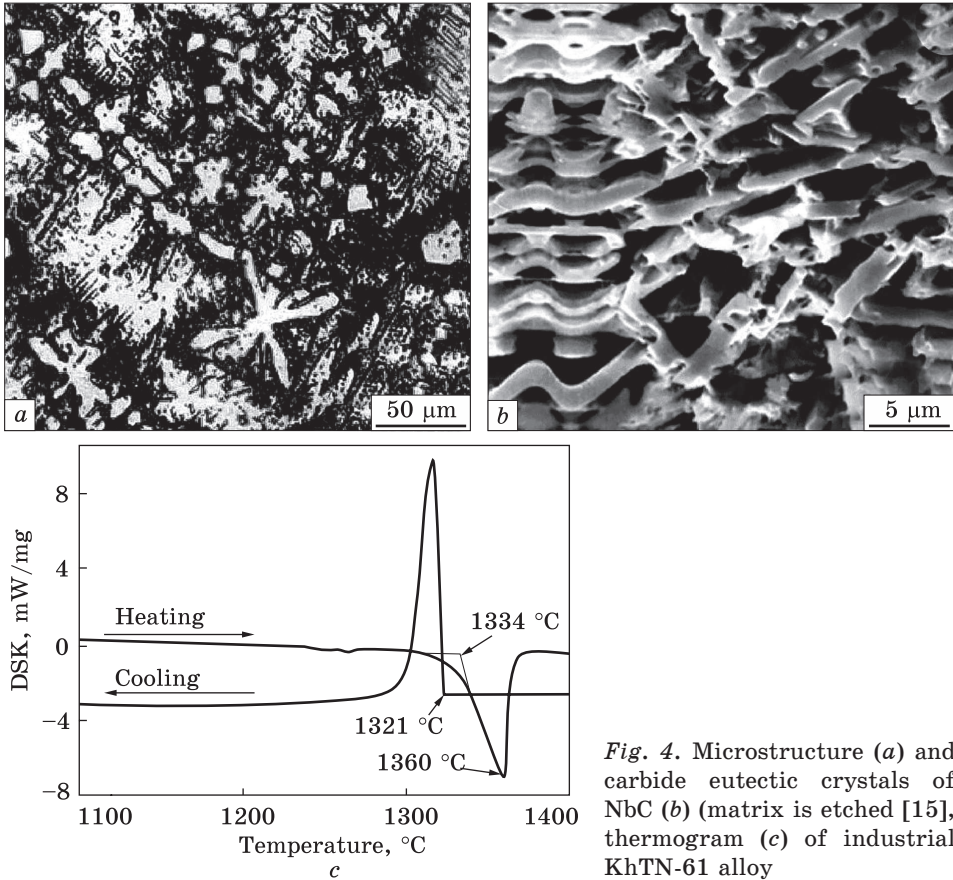 a
50 μm
b
5 μm
DSK, mW/mg
8
4
0
−4
−8
Heating
Cooling
1334 °C
1321 °C
1360 °C
1100
1200
1300
1400
Temperature, °C
c
Fig. 4. Microstructure (a) and
carbide eutectic crystals of
NbC (b) (matrix is etched [15],
thermogram (c) of industrial
KhTN-61 alloy